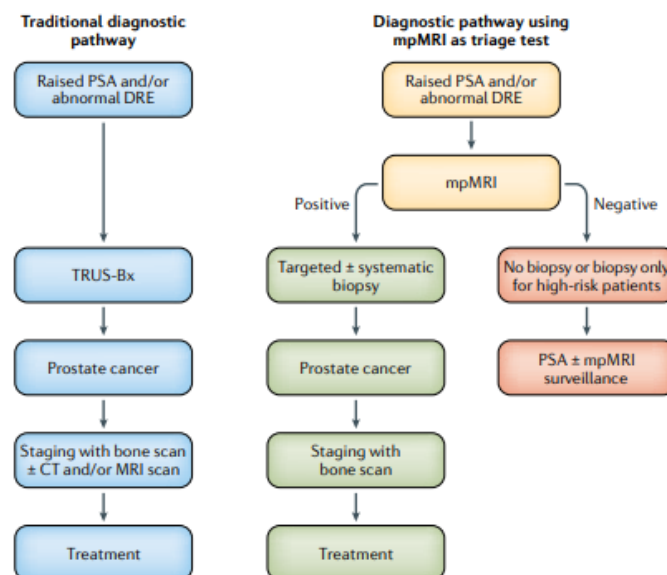 Traditional diagnostic
pathway
Raised PSA and/or
abnormal DRE
TRUS-Bx
Prostate cancer
Staging with bone scan
± CT and/or MRI scan
Treatment
Diagnostic pathway using
mpMRI as triage test
Raised PSA and/or
abnormal DRE
mpMRI
Positive
Negative
Targeted ± systematic
biopsy
No biopsy or biopsy only
for high-risk patients
Prostate cancer
PSA ± mpMRI
surveillance
Staging with
bone scan
Treatment